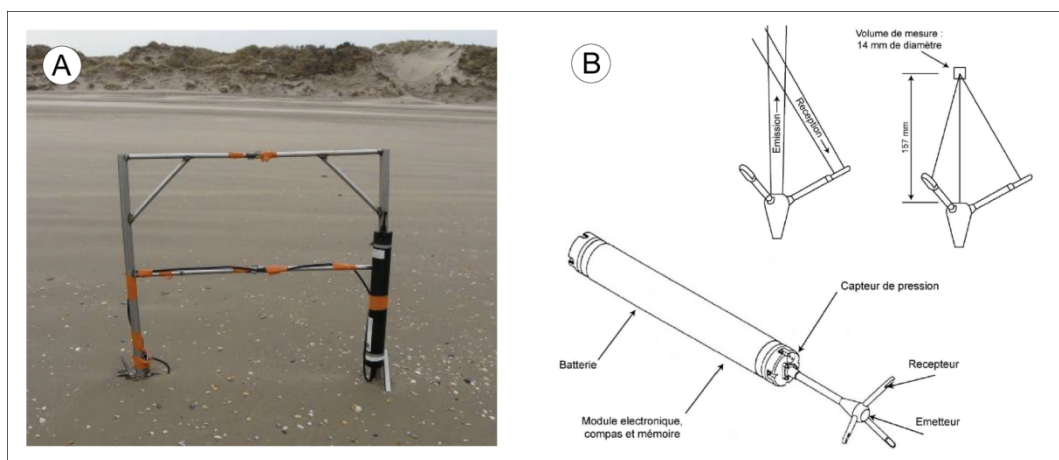 A
B
Volume de mesure :
14 mm de diamètre
Emission
Reception
157 mm
Capteur de pression
Batterie
Recepteur
Module electronique,
compas et mémoire
Emetteur